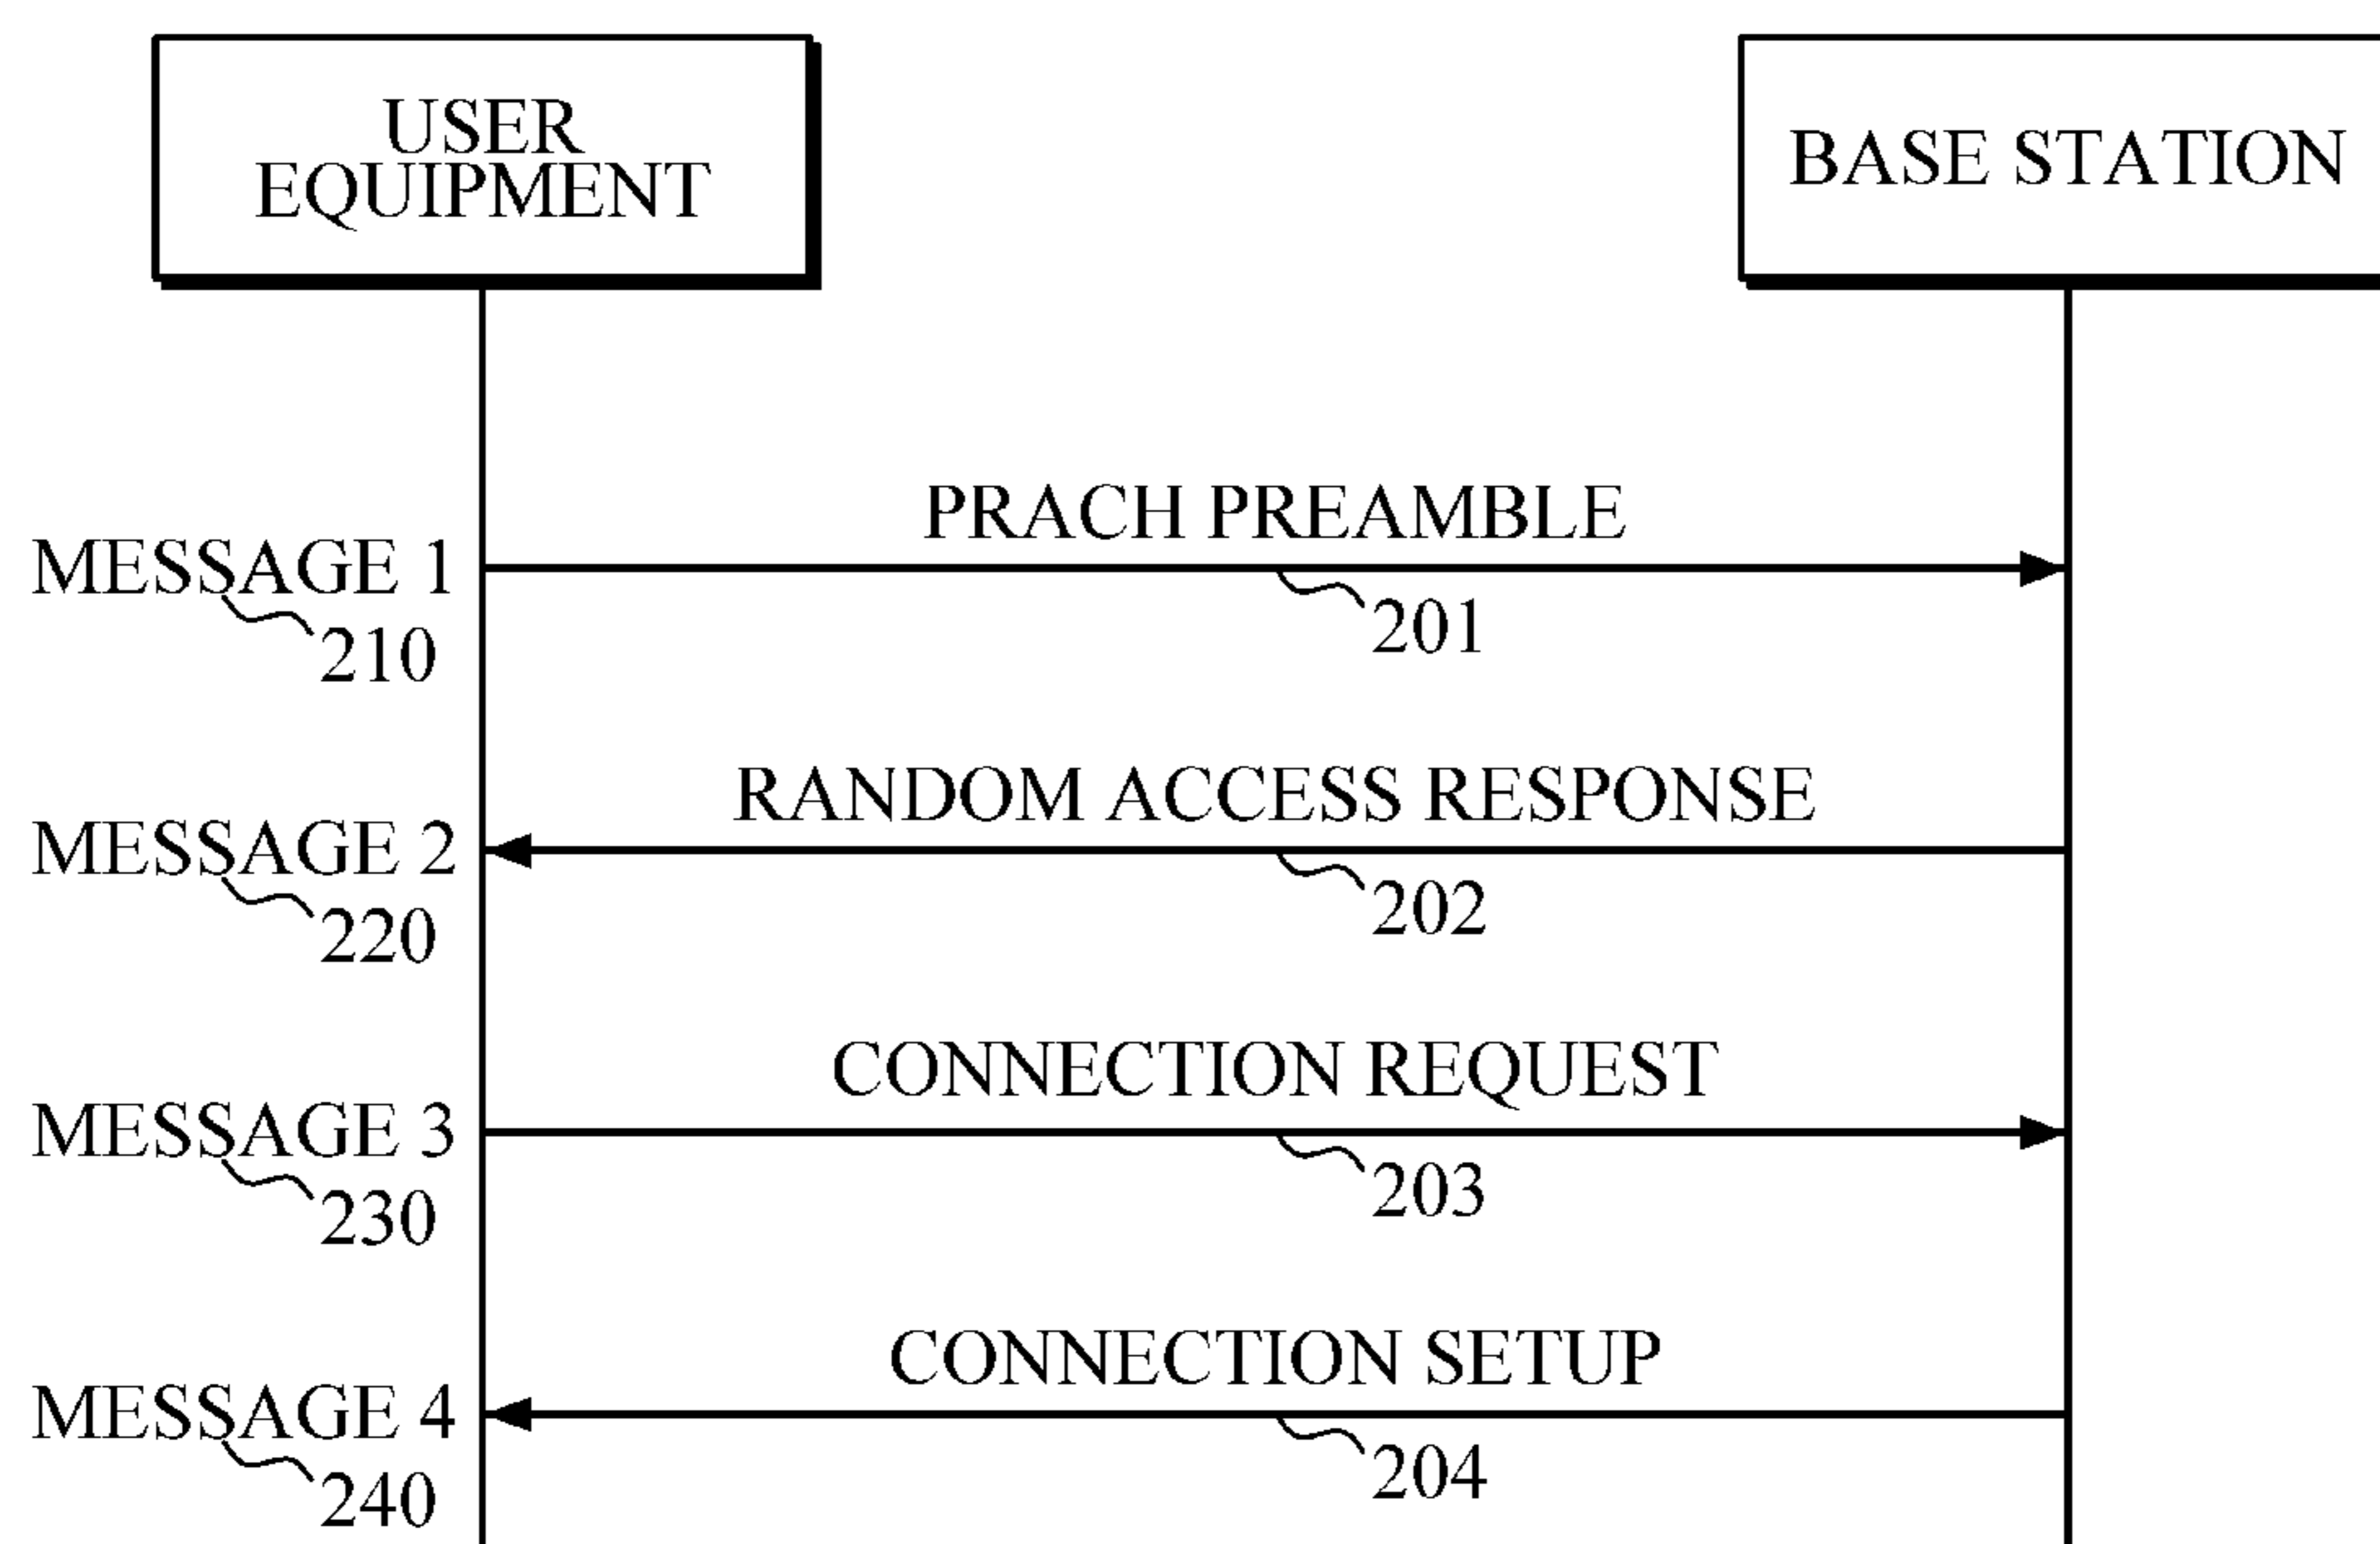 USER
EQUIPMENT
BASE STATION
PRACH PREAMBLE
MESSAGE 1
201
210
RANDOM ACCESS RESPONSE
MESSAGE 2
202
220
CONNECTION REQUEST
MESSAGE 3
203
230
CONNECTION SETUP
MESSAGE 4
204
240